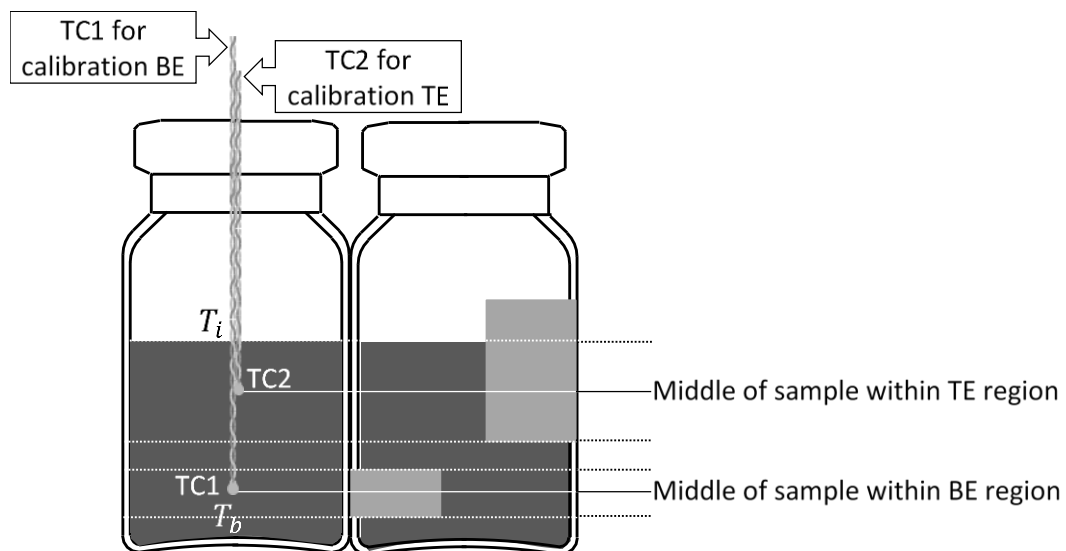 TC1 for
calibration BE
TC2 for
calibration TE
T_i
TC2
Middle of sample within TE region
TC1
Middle of sample within BE region
T_b